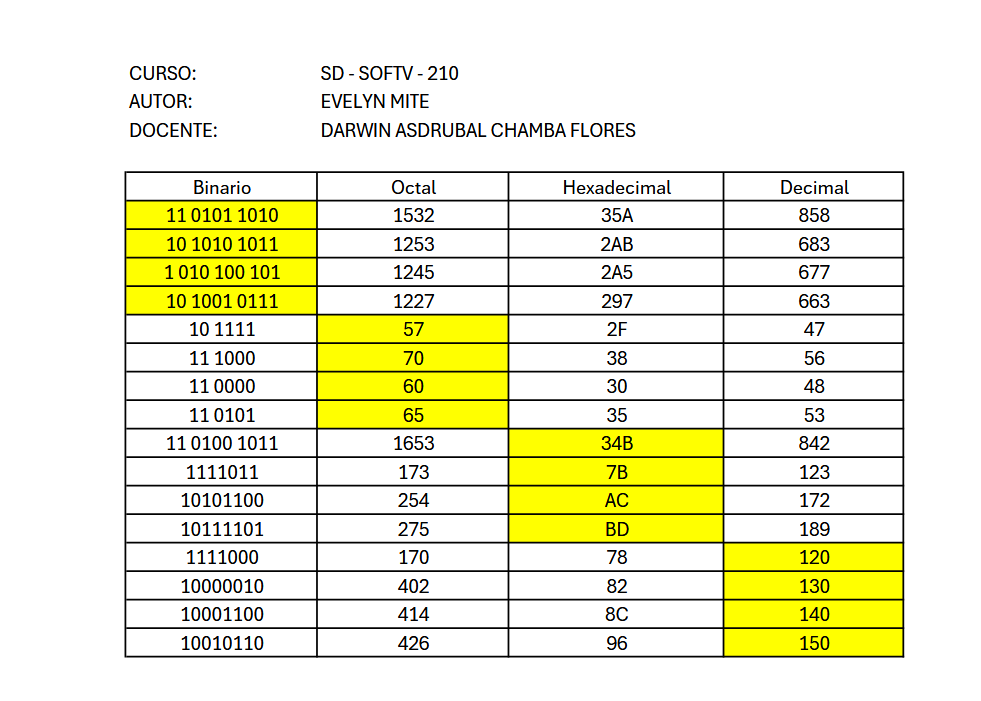 CURSO: SD - SOFTV - 210
AUTOR: EVELYN MITE
DOCENTE: DARWIN ASDRUBAL CHAMBA FLORES
Binario Octal Hexadecimal Decimal
11 0101 1010 1532 35A 858
10 1010 1011 1253 2AB 683
1 010 100 101 1245 2A5 677
10 1001 0111 1227 297 663
10 1111 57 2F 47
11 1000 70 38 56
11 0000 60 30 48
11 0101 65 35 53
11 0100 1011 1653 34B 842
1111011 173 7B 123
10101100 254 AC 172
10111101 275 BD 189
1111000 170 78 120
10000010 402 82 130
10001100 414 8C 140
10010110 426 96 150